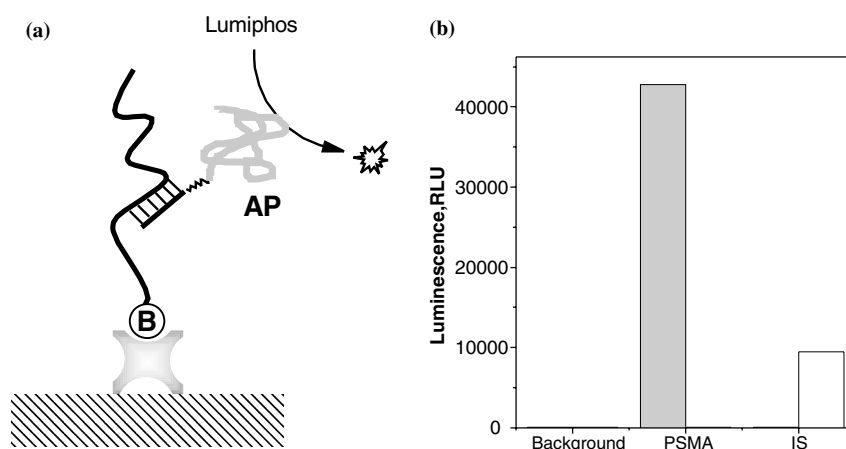 (a)
Lumiphos
AP
B
(b)
Luminescence,RLU
40000
30000
20000
10000
0
Background
PSMA
IS